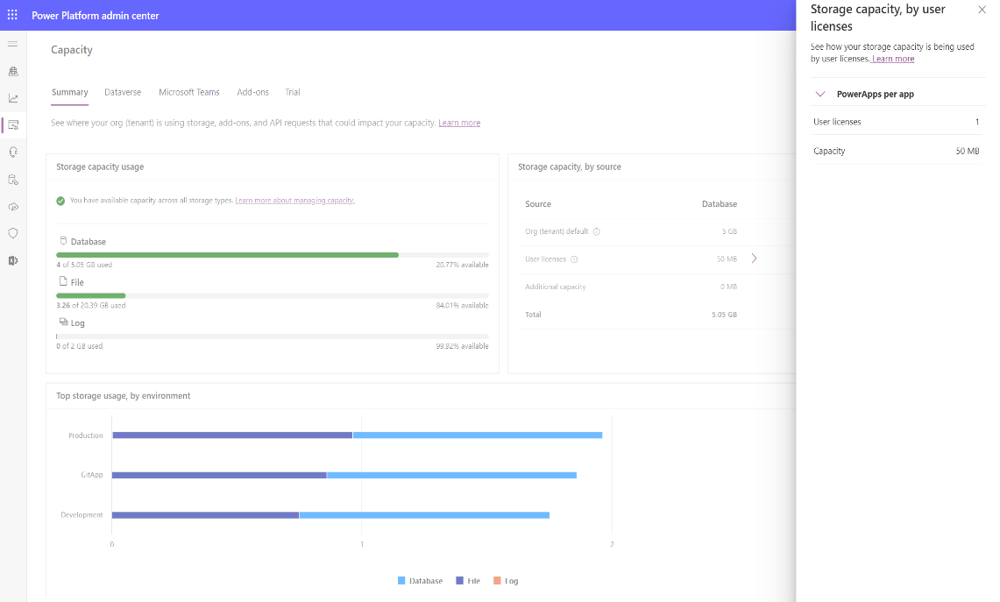 Power Platform admin center
Capacity
Summary Dataverse Microsoft Teams Add-ons Trial
See where your org (tenant) is using storage, add-ons, and API requests that could impact your capacity. Learn more
Storage capacity usage
You have available capacity across all storage types. Learn more about managing capacity.
Database
4 of 5.05 GB used 20.77% available
File
3.26 of 20.39 GB used 84.01% available
Log
0 of 2 GB used 99.92% available
Storage capacity, by source
Source Database
Org (tenant) default 5 GB
User licenses 50 MB
Additional capacity 0 MB
Total 5.05 GB
Top storage usage, by environment
Production
GitApp
Development
0 1 2
Database File Log
Storage capacity, by user
licenses
See how your storage capacity is being used
by user licenses. Learn more
PowerApps per app
User licenses 1
Capacity 50 MB